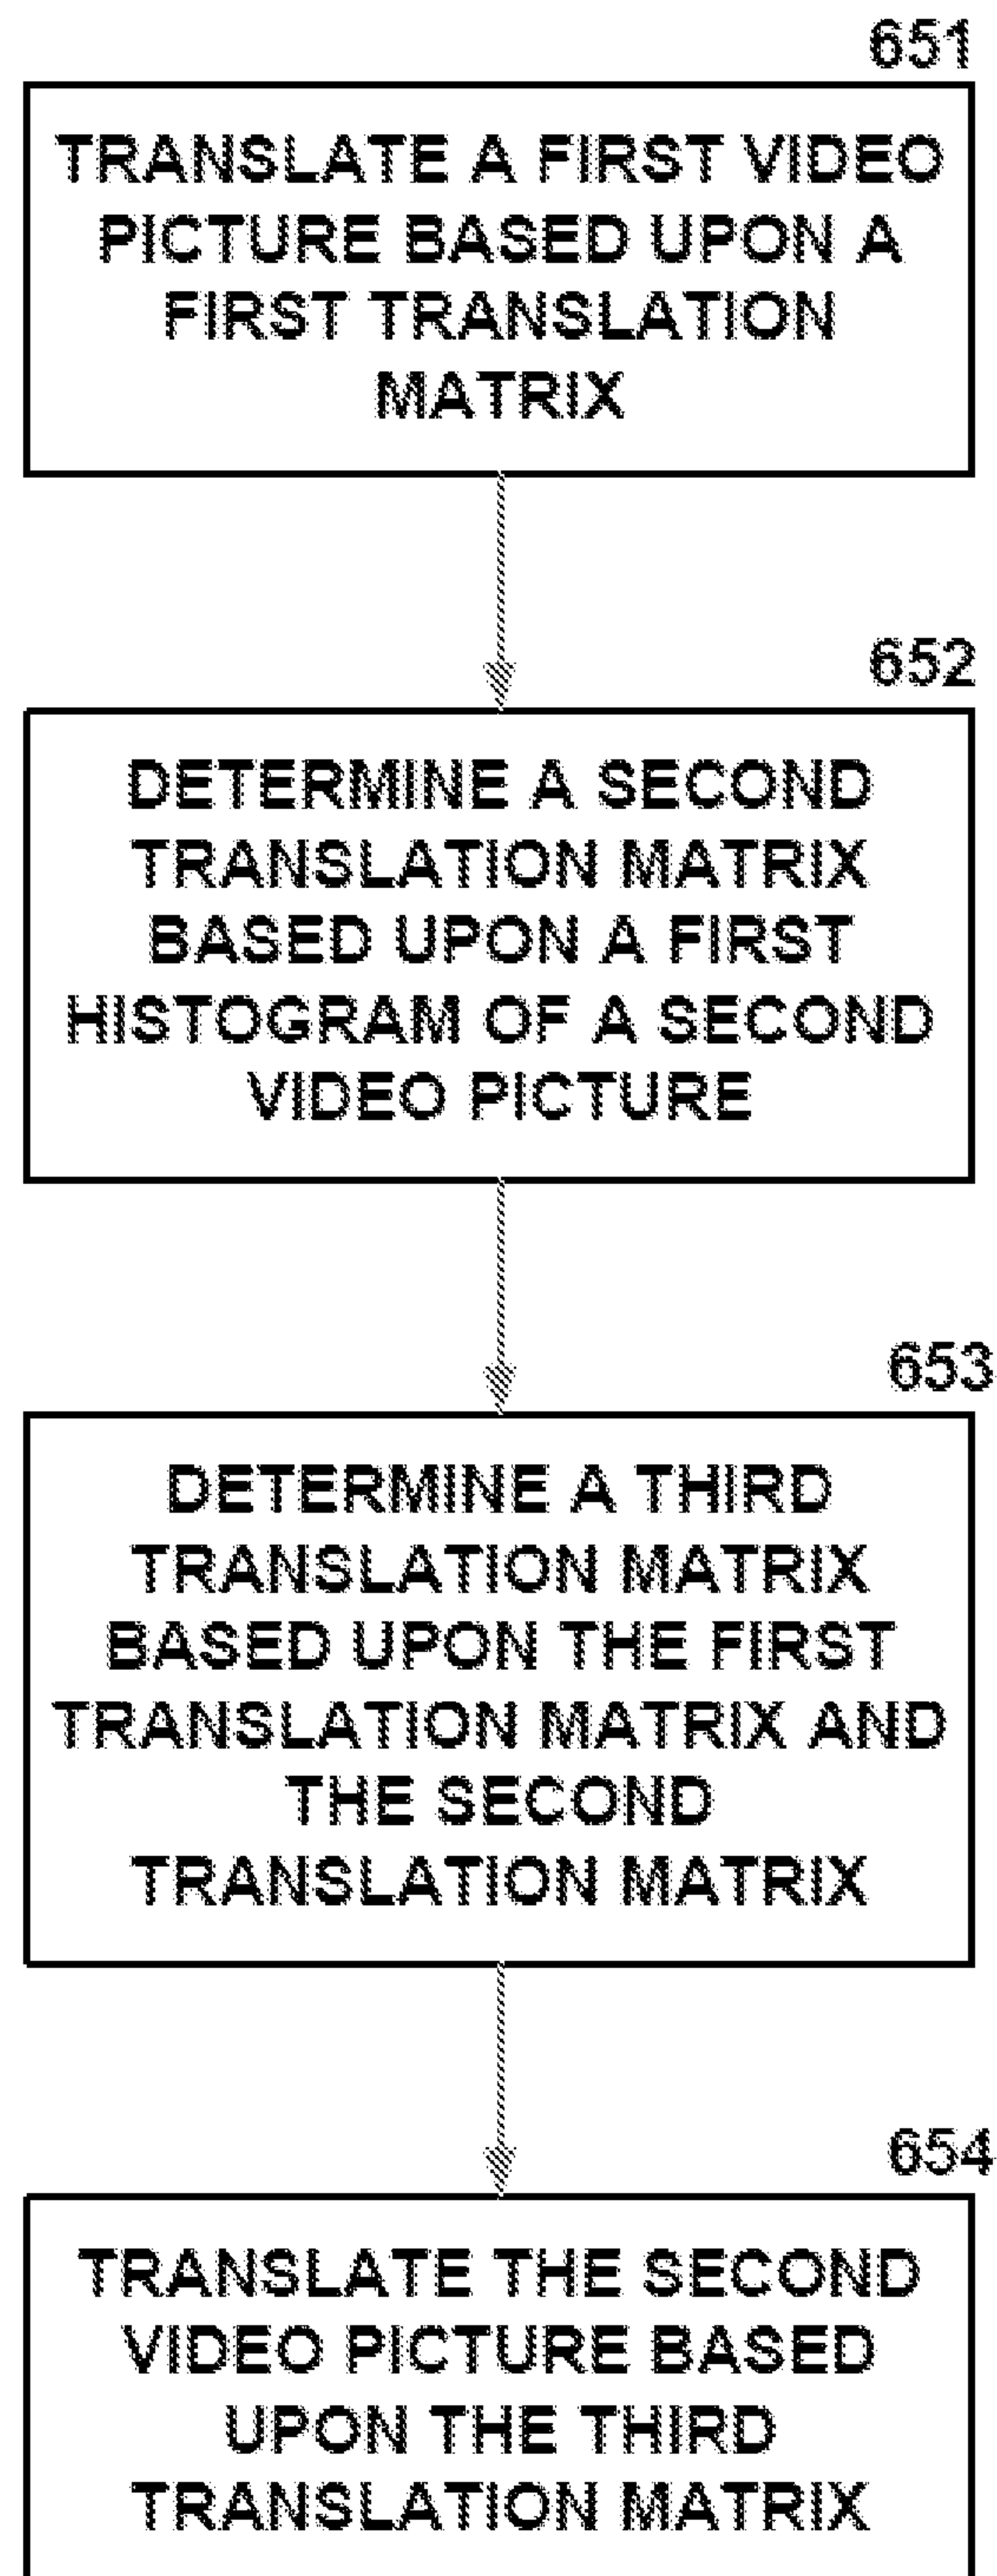 651
TRANSLATE A FIRST VIDEO
PICTURE BASED UPON A
FIRST TRANSLATION
MATRIX
652
DETERMINE A SECOND
TRANSLATION MATRIX
BASED UPON A FIRST
HISTOGRAM OF A SECOND
VIDEO PICTURE
653
DETERMINE A THIRD
TRANSLATION MATRIX
BASED UPON THE FIRST
TRANSLATION MATRIX AND
THE SECOND
TRANSLATION MATRIX
654
TRANSLATE THE SECOND
VIDEO PICTURE BASED
UPON THE THIRD
TRANSLATION MATRIX